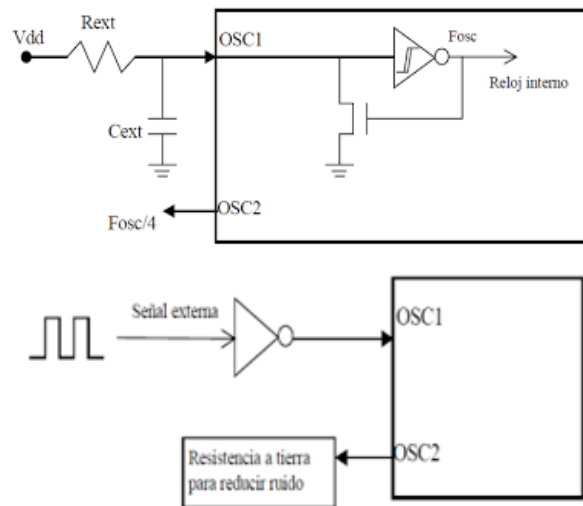 Vdd
Rext
OSC1
Fosc
Reloj interno
Cext
OSC2
Fosc/4
Señal externa
OSC1
OSC2
Resistencia a tierra
para reducir ruido